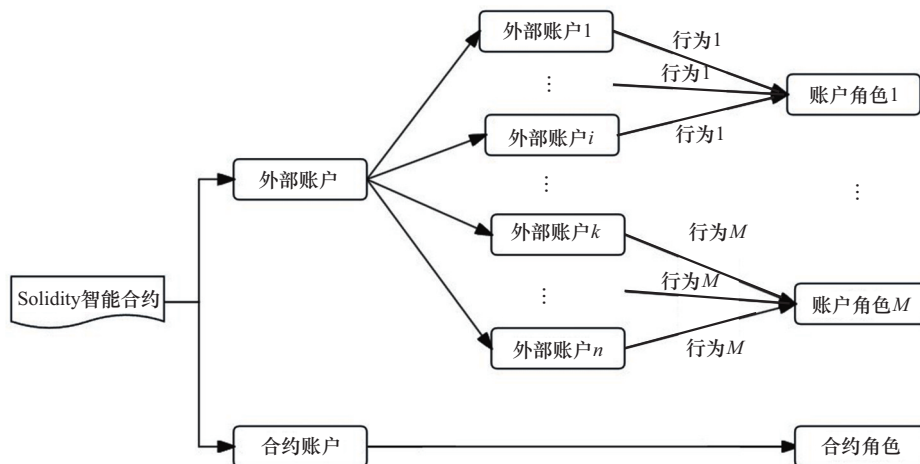 外部账户1
行为1
⋮
行为1
账户角色1
外部账户i
行为1
外部账户
⋮
⋮
外部账户k
行为M
Solidity智能合约
⋮
行为M
账户角色M
外部账户n
行为M
合约账户
合约角色